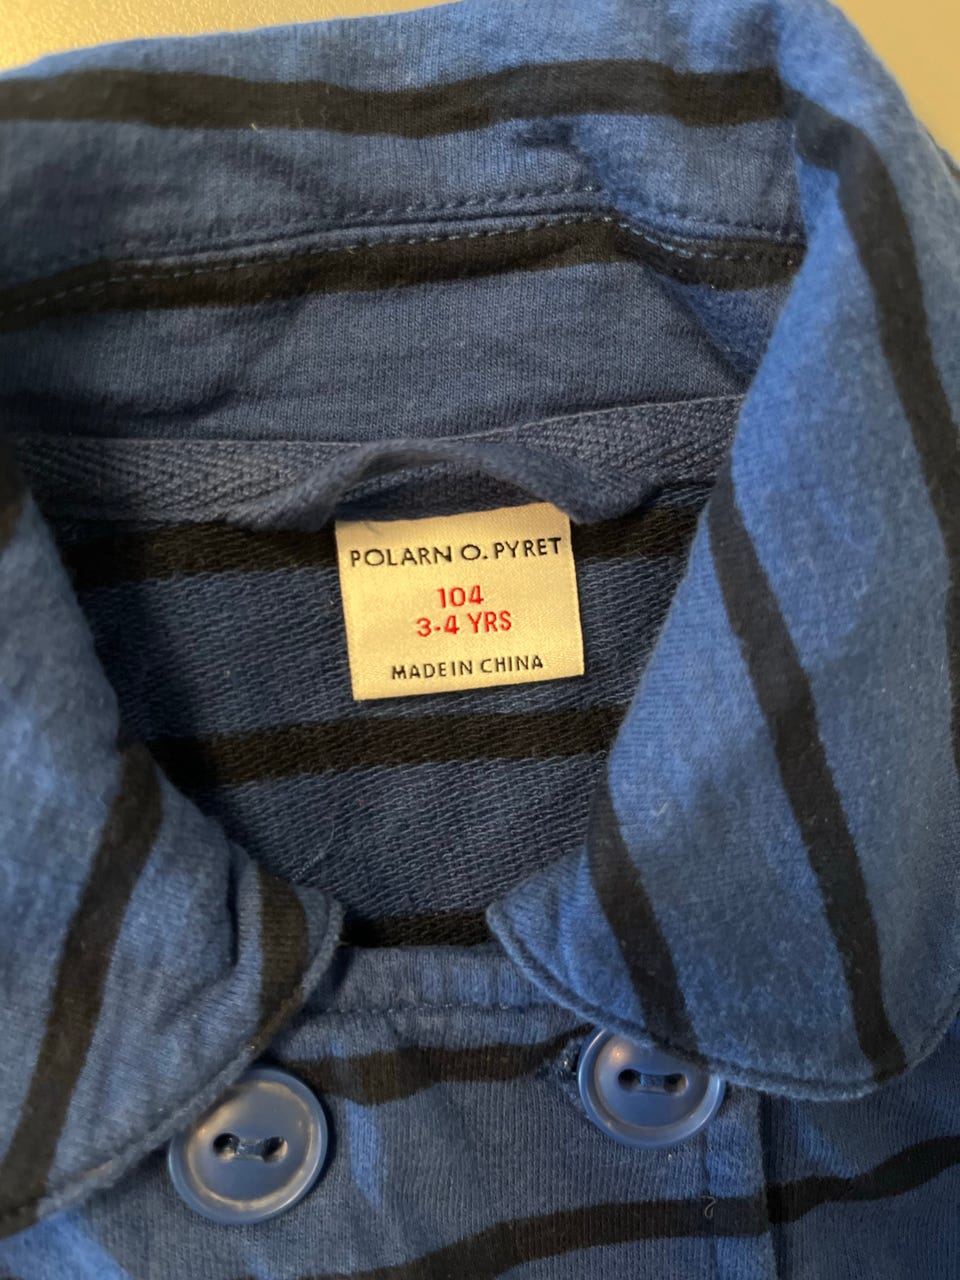 POLARN O. PYRET
104
3-4 YRS
MADE IN CHINA